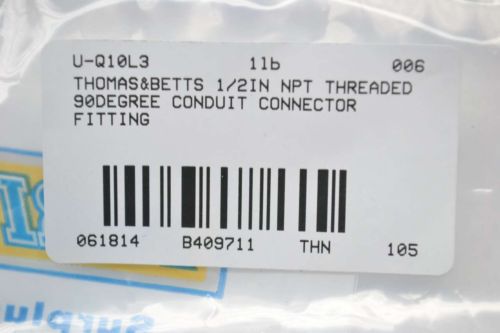 U-Q10L3 1lb 006
THOMAS&BETTS 1/2IN NPT THREADED
90DEGREE CONDUIT CONNECTOR
FITTING
061814 B409711 THN 105